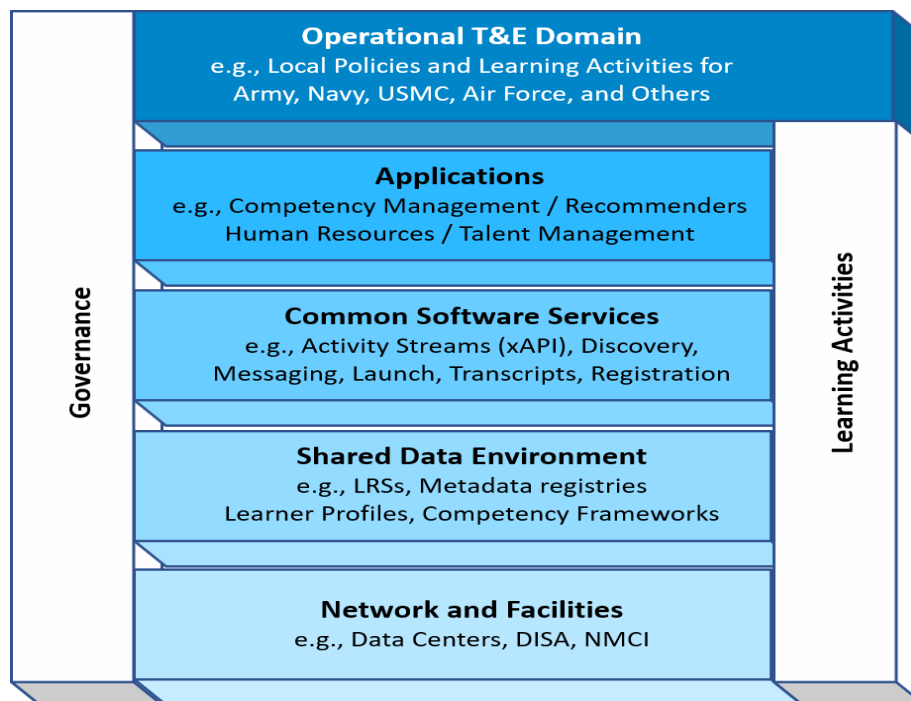 Operational T&E Domain
e.g., Local Policies and Learning Activities for
Army, Navy, USMC, Air Force, and Others
Applications
e.g., Competency Management / Recommenders
Human Resources / Talent Management
Common Software Services
e.g., Activity Streams (xAPI), Discovery,
Messaging, Launch, Transcripts, Registration
Shared Data Environment
e.g., LRSs, Metadata registries
Learner Profiles, Competency Frameworks
Network and Facilities
e.g., Data Centers, DISA, NMCI
Governance
Learning Activities